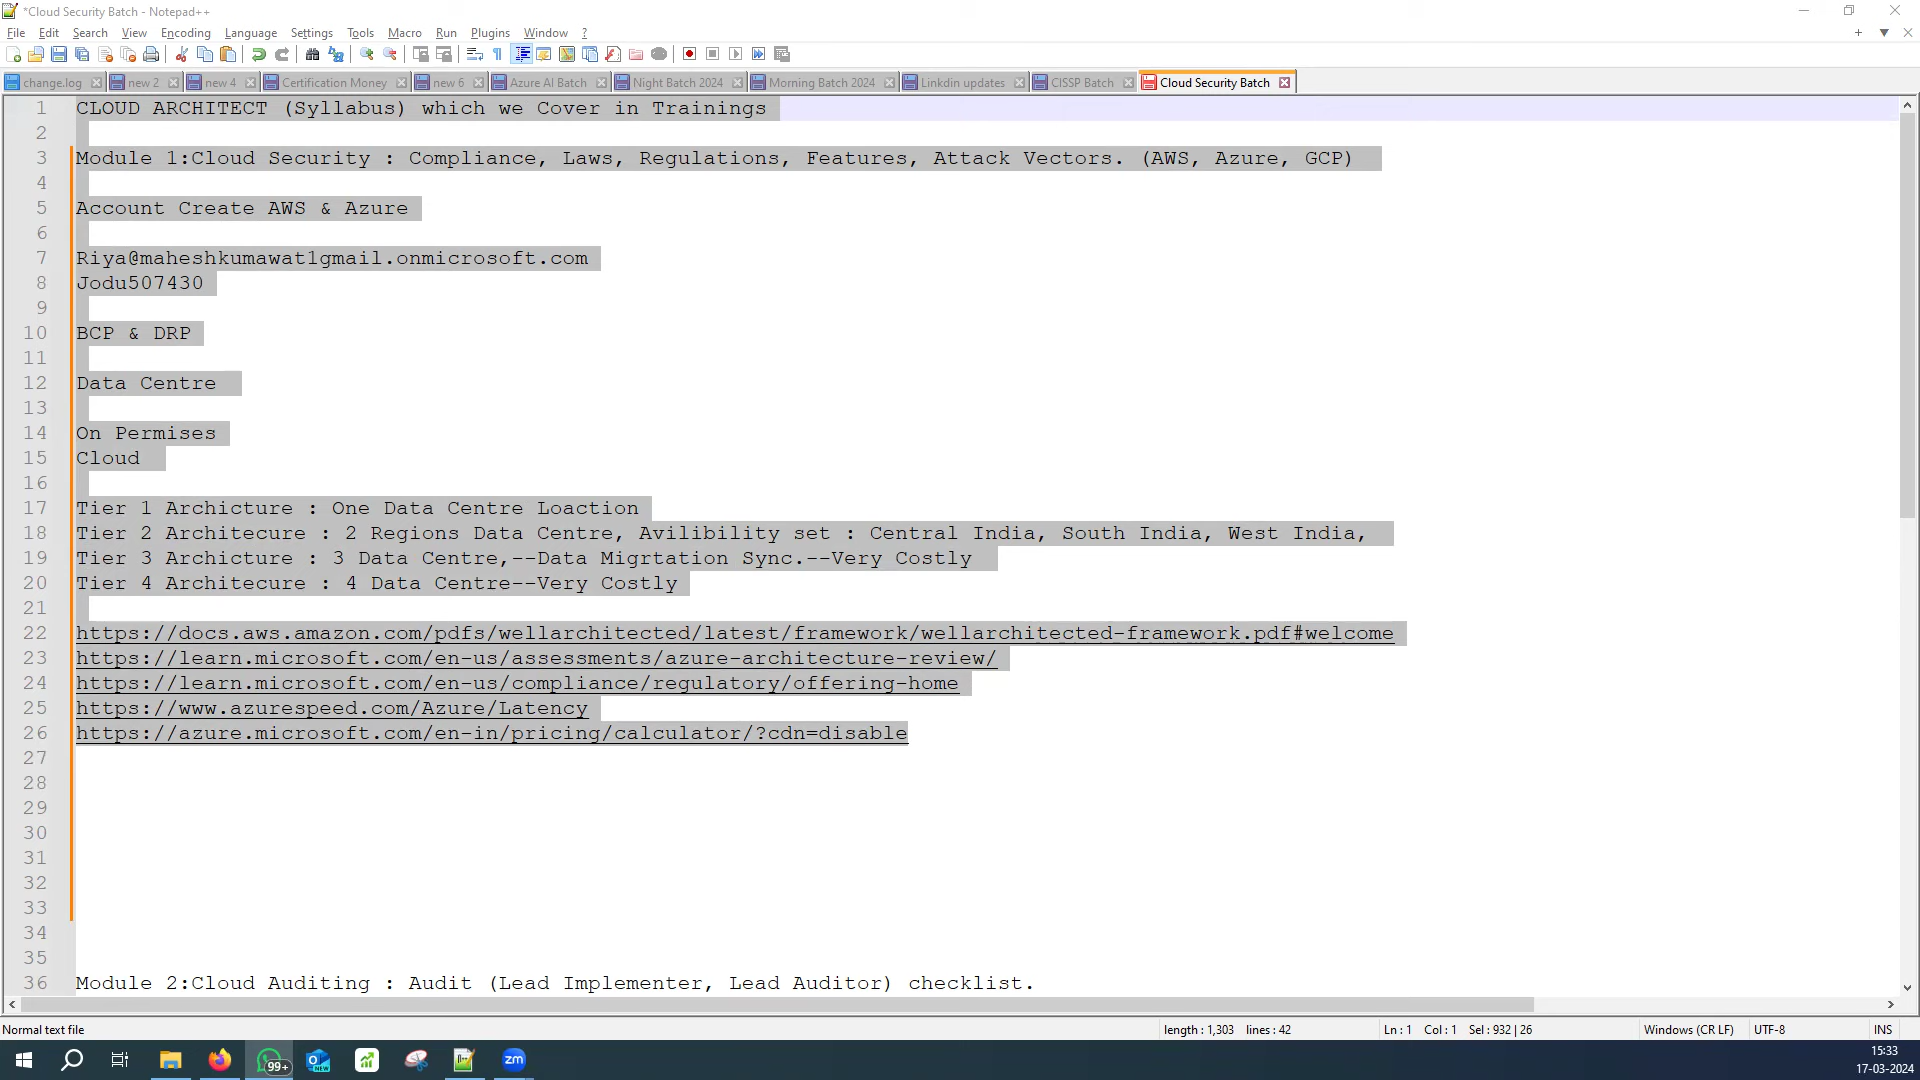 *Cloud Security Batch - Notepad++
File Edit Search View Encoding Language Settings Tools Macro Run Plugins Window ?
change.log new 2 new 4 Certification Money new 6 Azure AI Batch Night Batch 2024 Morning Batch 2024 Linkdin updates CISSP Batch Cloud Security Batch
1 CLOUD ARCHITECT (Syllabus) which we Cover in Trainings
2
3 Module 1:Cloud Security : Compliance, Laws, Regulations, Features, Attack Vectors. (AWS, Azure, GCP)
4
5 Account Create AWS & Azure
6
7 Riya@maheshkumawat1gmail.onmicrosoft.com
8 Jodu507430
9
10 BCP & DRP
11
12 Data Centre
13
14 On Permises
15 Cloud
16
17 Tier 1 Archicture : One Data Centre Loaction
18 Tier 2 Architecure : 2 Regions Data Centre, Avilibility set : Central India, South India, West India,
19 Tier 3 Archicture : 3 Data Centre,--Data Migrtation Sync.--Very Costly
20 Tier 4 Architecure : 4 Data Centre--Very Costly
21
22 https://docs.aws.amazon.com/pdfs/wellarchitected/latest/framework/wellarchitected-framework.pdf#welcome
23 https://learn.microsoft.com/en-us/assessments/azure-architecture-review/
24 https://learn.microsoft.com/en-us/compliance/regulatory/offering-home
25 https://www.azurespeed.com/Azure/Latency
26 https://azure.microsoft.com/en-in/pricing/calculator/?cdn=disable
27
28
29
30
31
32
33
34
35
36 Module 2:Cloud Auditing : Audit (Lead Implementer, Lead Auditor) checklist.
Normal text file length : 1,303 lines : 42 Ln : 1 Col : 1 Sel : 932 | 26 Windows (CR LF) UTF-8 INS
99+ NEW zm 15:33
17-03-2024